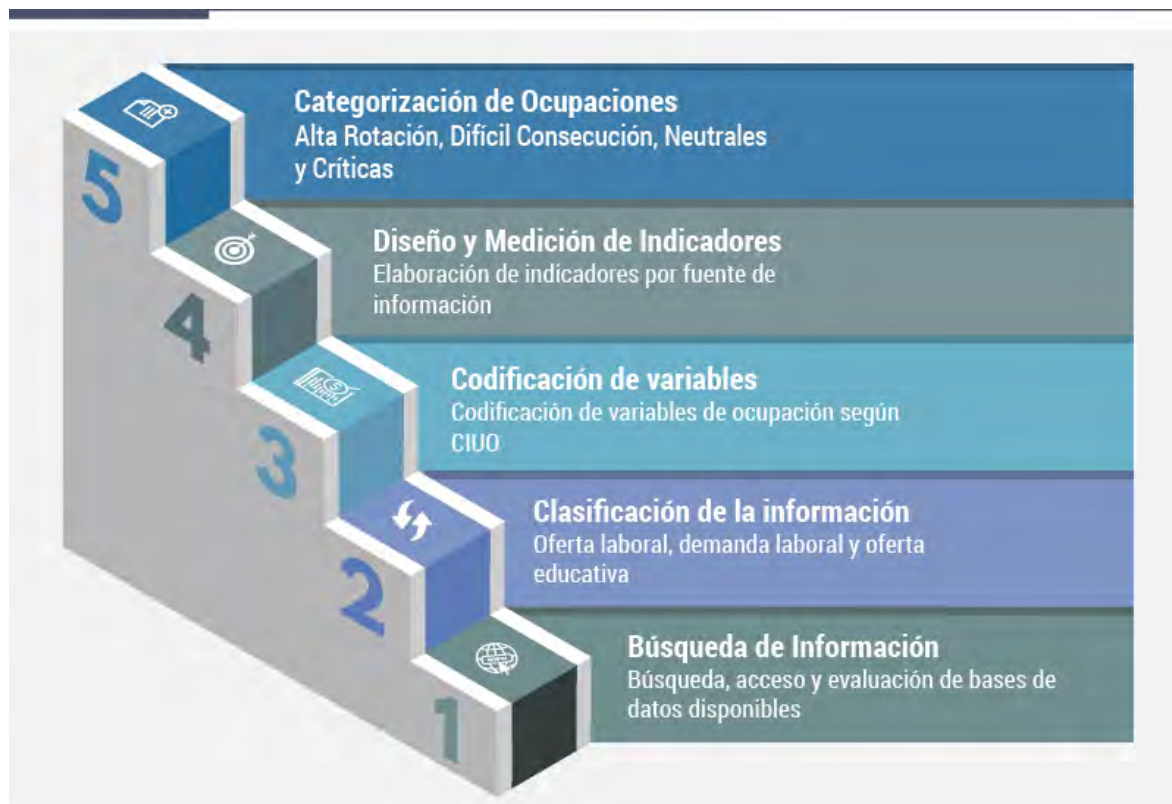 5
Categorización de Ocupaciones
Alta Rotación, Difícil Consecución, Neutrales
y Críticas
4
Diseño y Medición de Indicadores
Elaboración de indicadores por fuente de
información
3
Codificación de variables
Codificación de variables de ocupación según
CIUO
2
Clasificación de la información
Oferta laboral, demanda laboral y oferta
educativa
1
Búsqueda de Información
Búsqueda, acceso y evaluación de bases de
datos disponibles